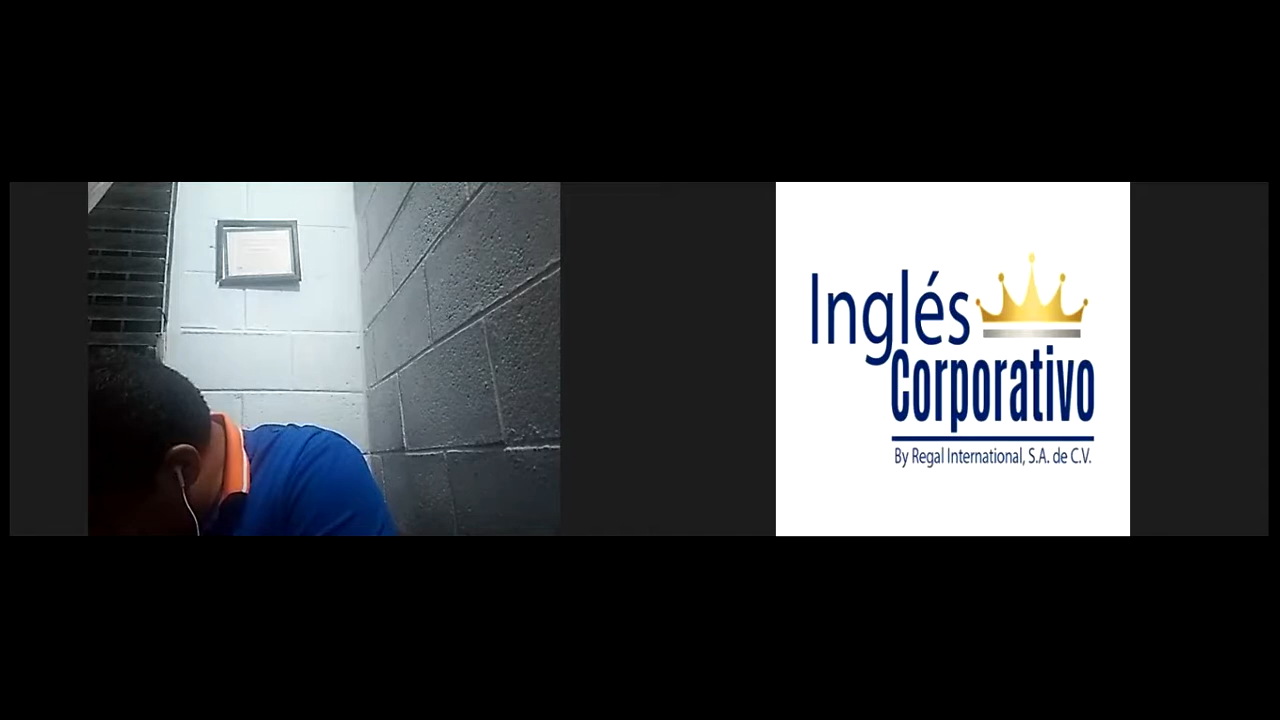 Inglés
Corporativo
By Regal International, S.A. de C.V.